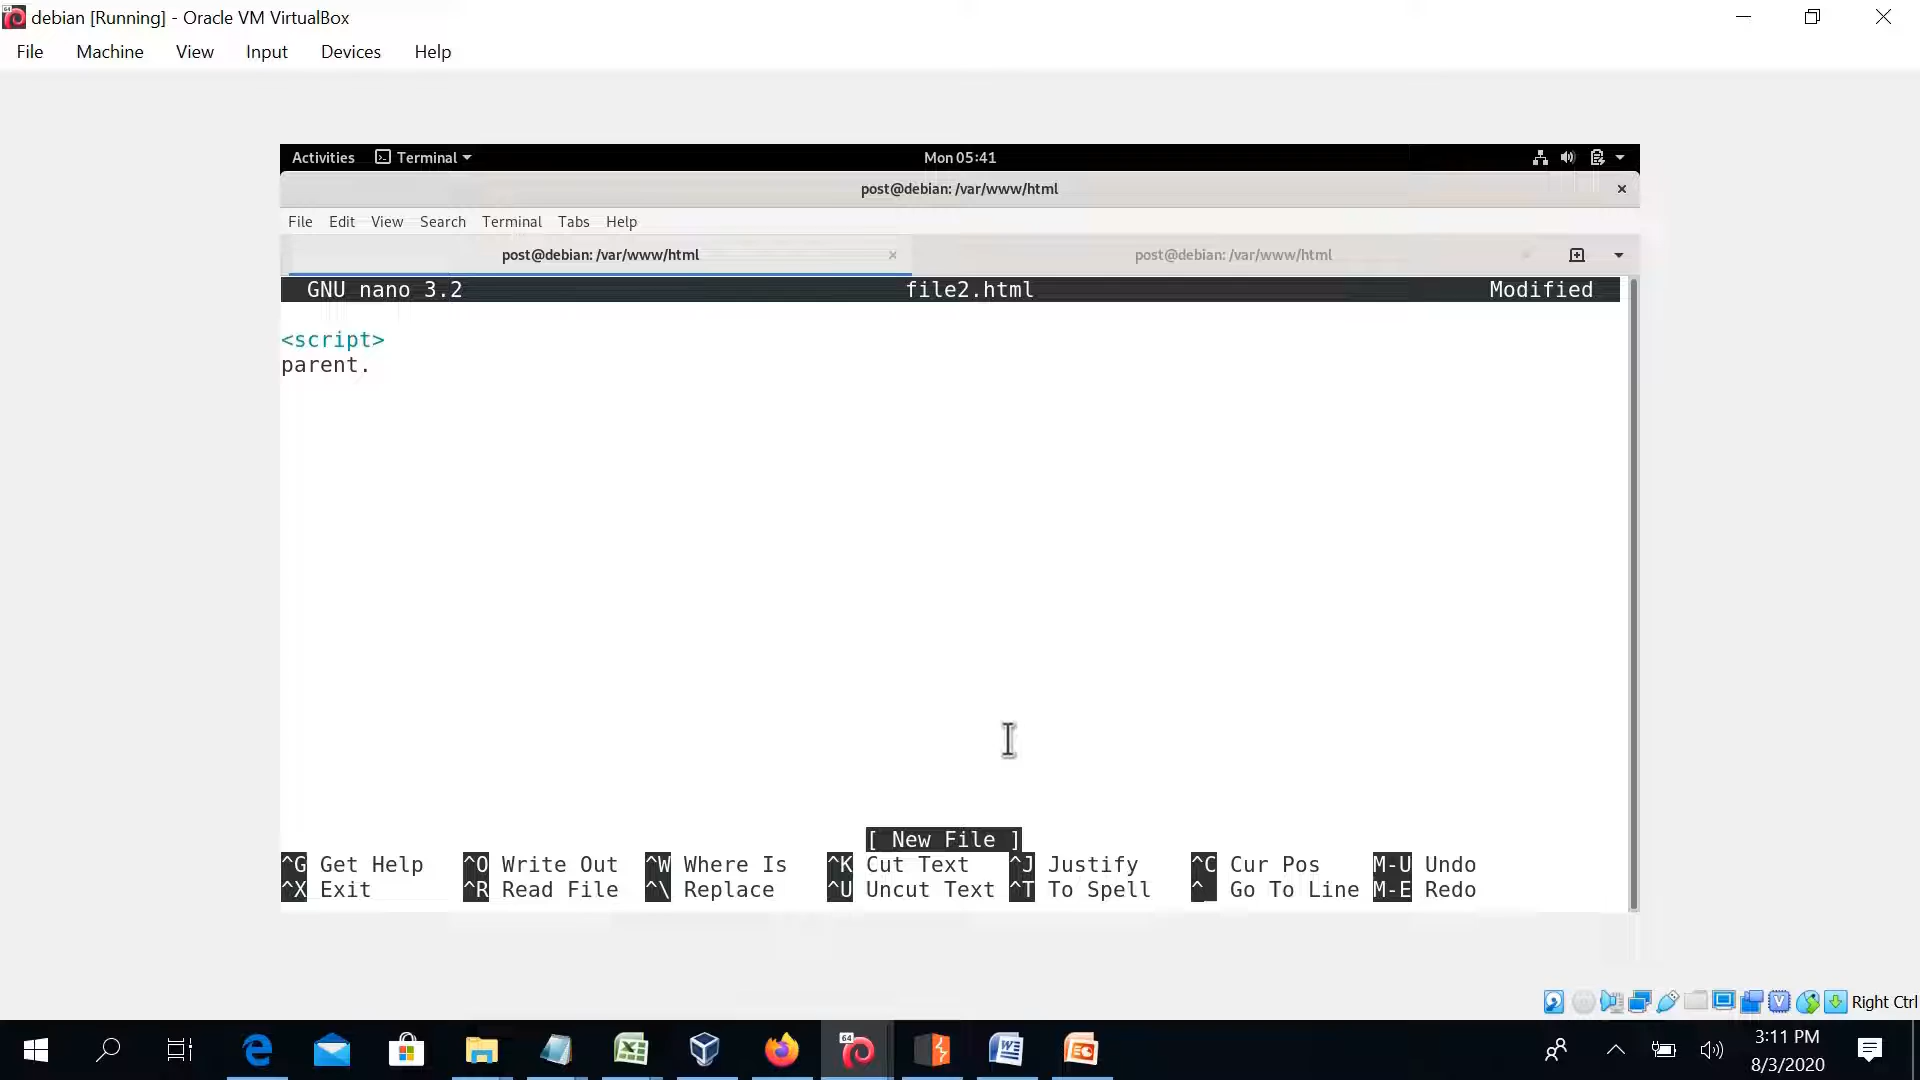 debian [Running] - Oracle VM VirtualBox
File Machine View Input Devices Help
Activities Terminal Mon 05:41
post@debian: /var/www/html
File Edit View Search Terminal Tabs Help
post@debian: /var/www/html post@debian: /var/www/html
GNU nano 3.2 file2.html Modified
<script>
parent.
[ New File ]
^G Get Help ^O Write Out ^W Where Is ^K Cut Text ^J Justify ^C Cur Pos M-U Undo
^X Exit ^R Read File ^\ Replace ^U Uncut Text ^T To Spell ^_ Go To Line M-E Redo
Right Ctrl
3:11 PM
8/3/2020